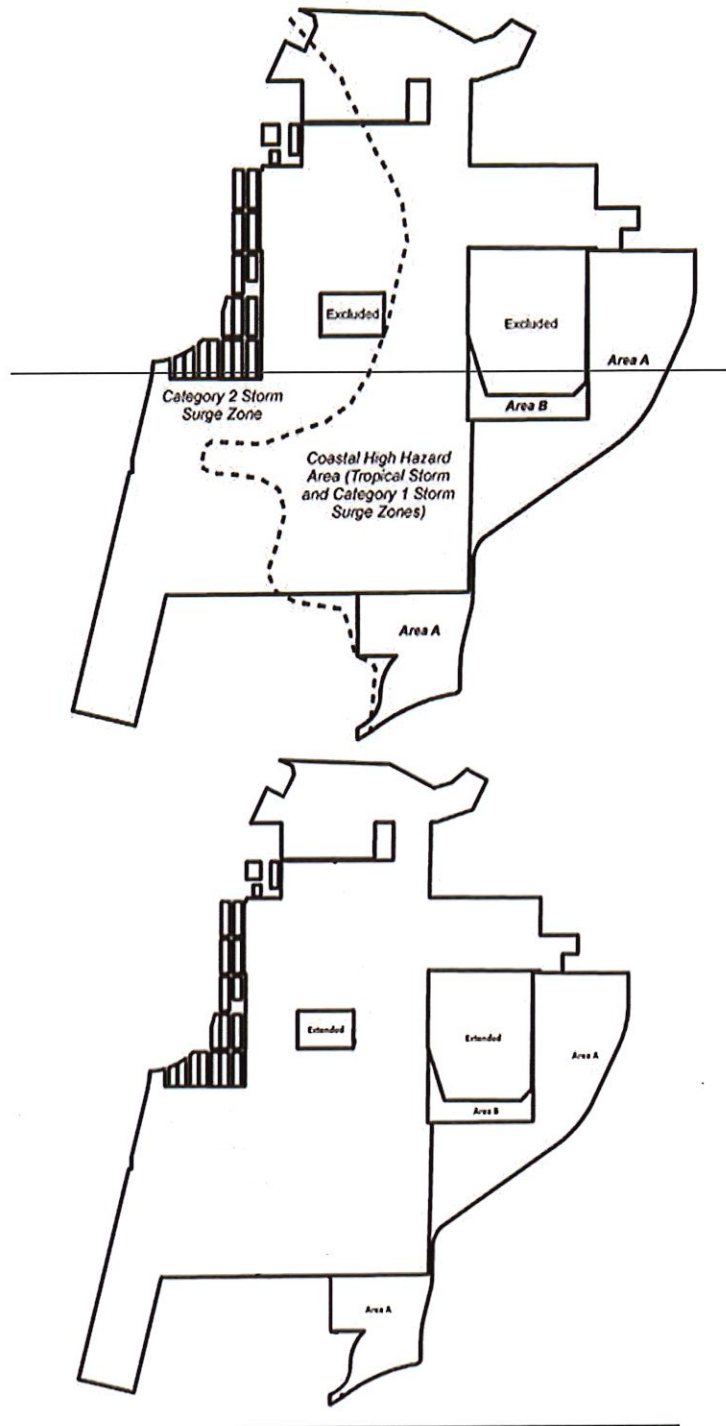 Excluded
Excluded
Area A
Category 2 Storm
Surge Zone
Area B
Coastal High Hazard
Area (Tropical Storm
and Category 1 Storm
Surge Zones)
Area A
Extended
Extended
Area A
Area B
Area A